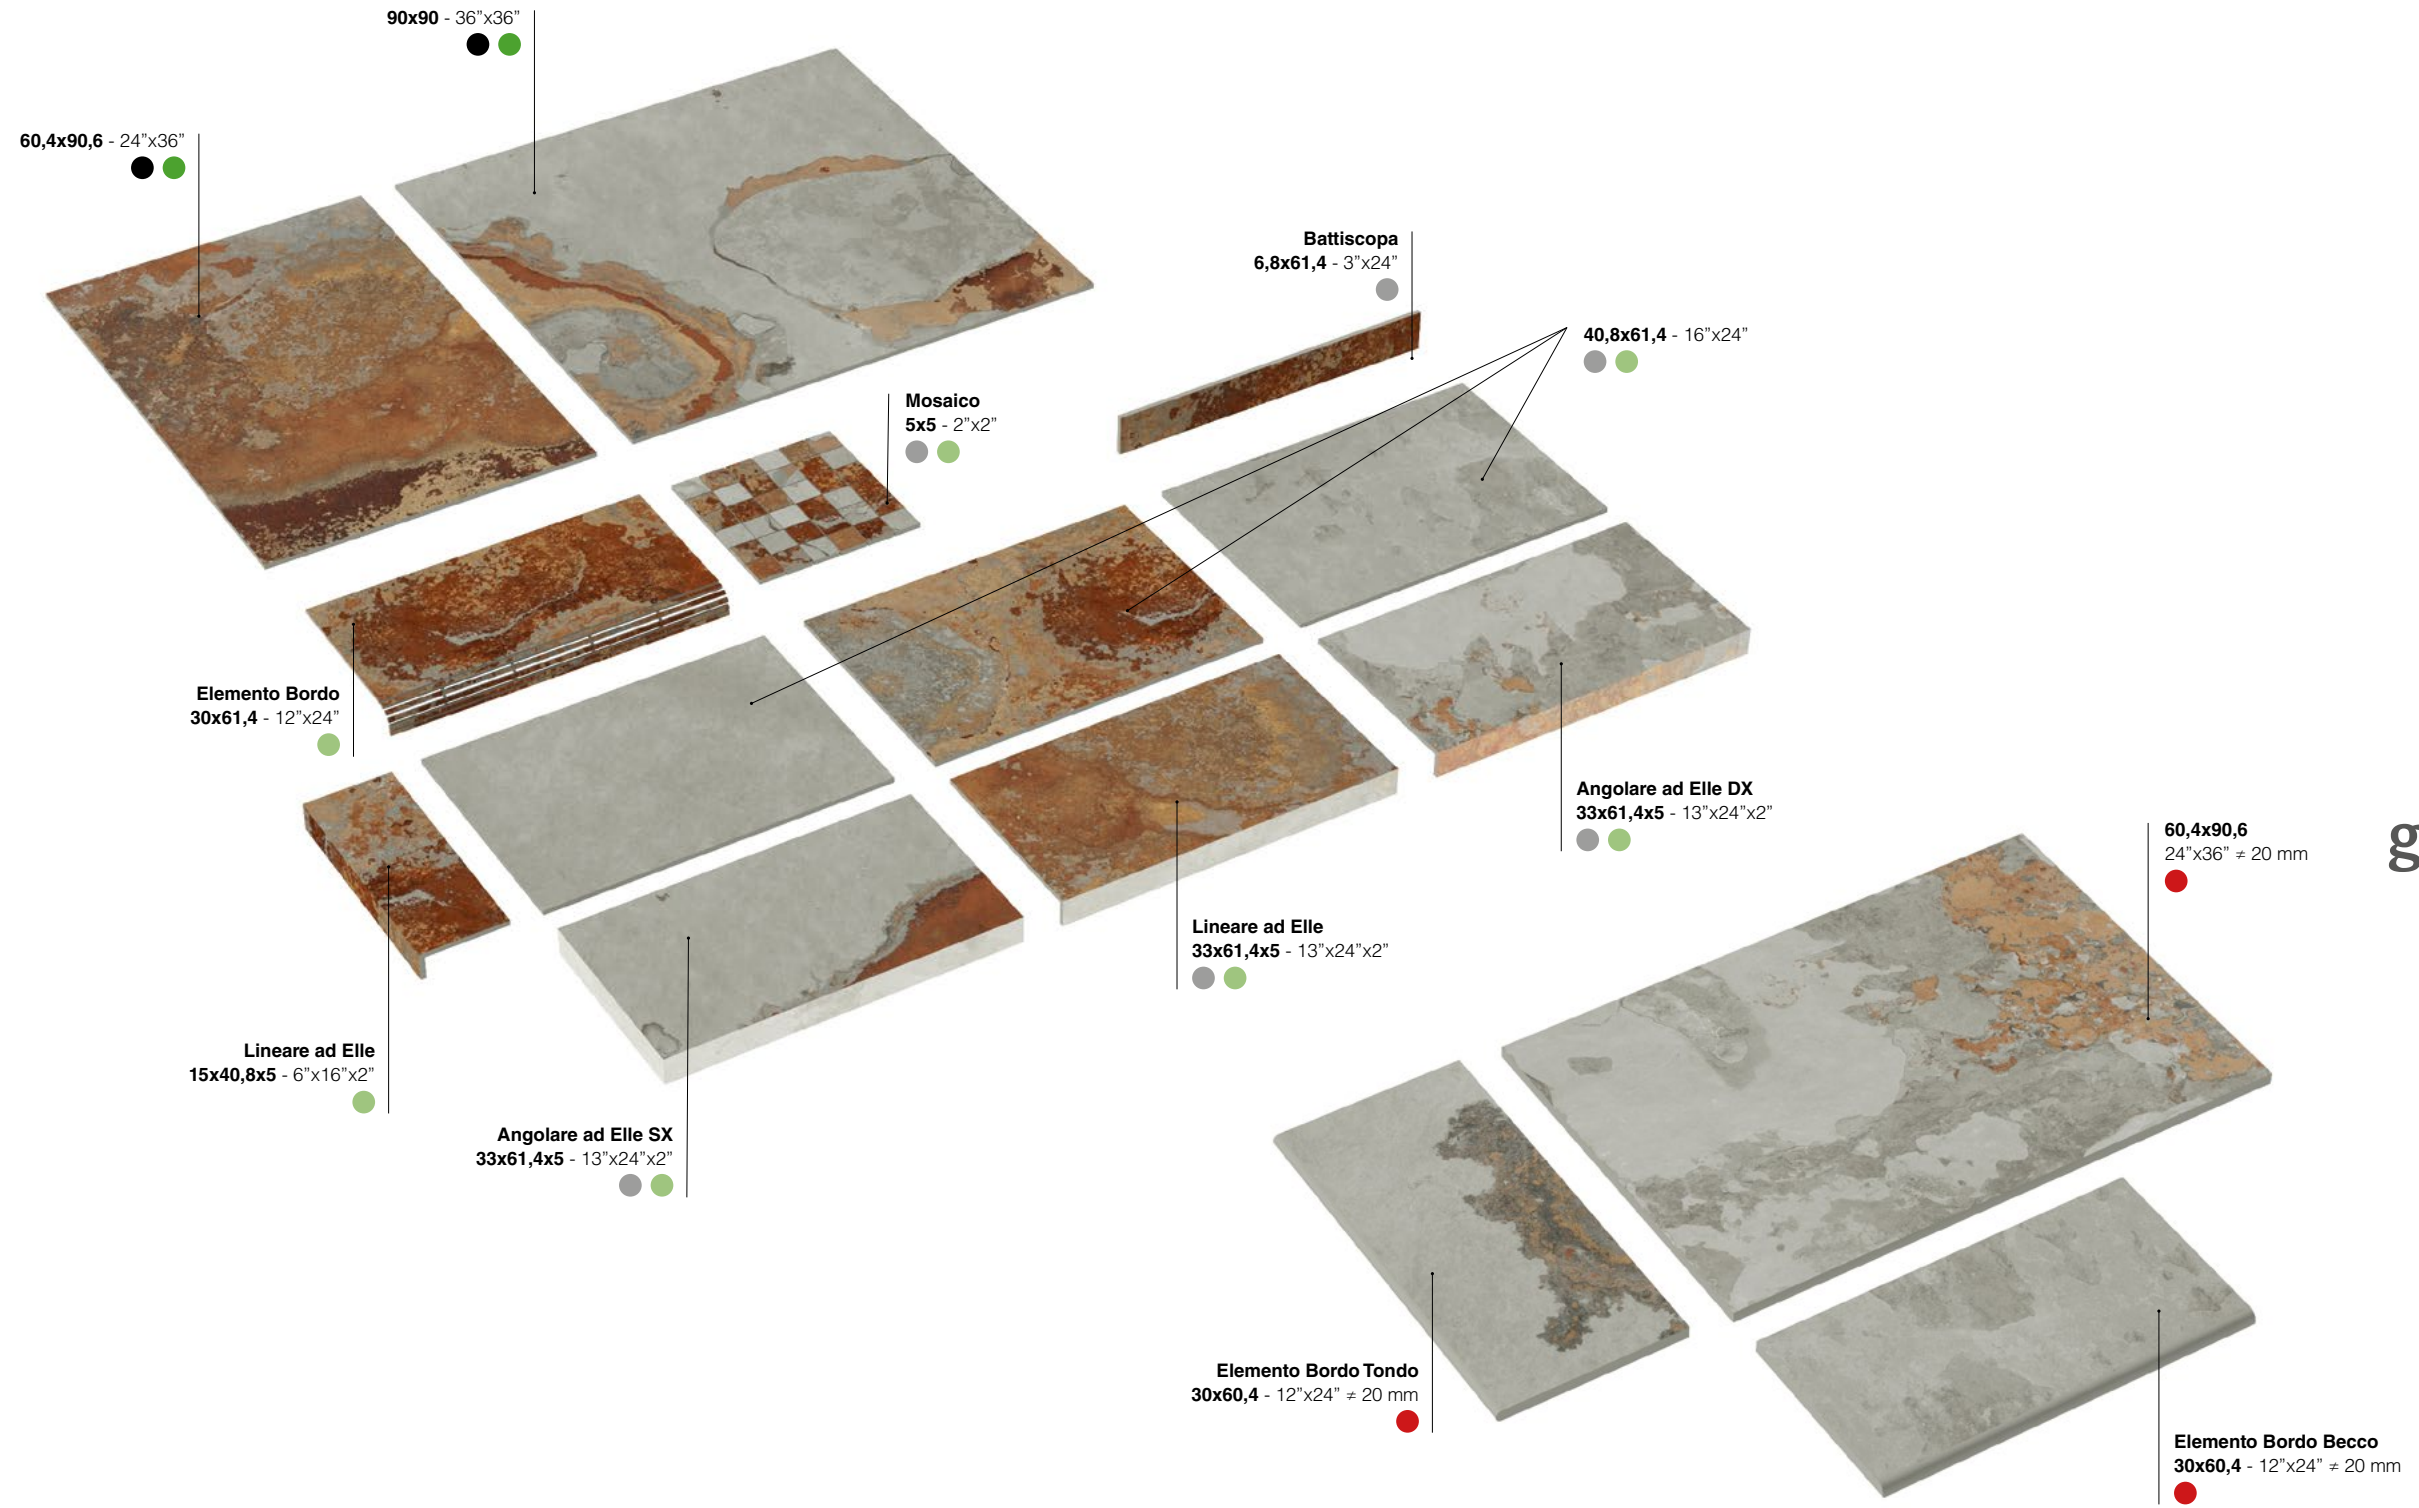 90x90 - 36”x36”
60,4x90,6 - 24”x36”
Battiscopa
6,8x61,4 - 3”x24”
40,8x61,4 - 16”x24”
Mosaico
5x5 - 2”x2”
Elemento Bordo
30x61,4 - 12”x24”
Angolare ad Elle DX
33x61,4x5 - 13”x24”x2”
60,4x90,6
24”x36” ≠ 20 mm
g
Lineare ad Elle
33x61,4x5 - 13”x24”x2”
Lineare ad Elle
15x40,8x5 - 6”x16”x2”
Angolare ad Elle SX
33x61,4x5 - 13”x24”x2”
Elemento Bordo Tondo
30x60,4 - 12”x24” ≠ 20 mm
Elemento Bordo Becco
30x60,4 - 12”x24” ≠ 20 mm